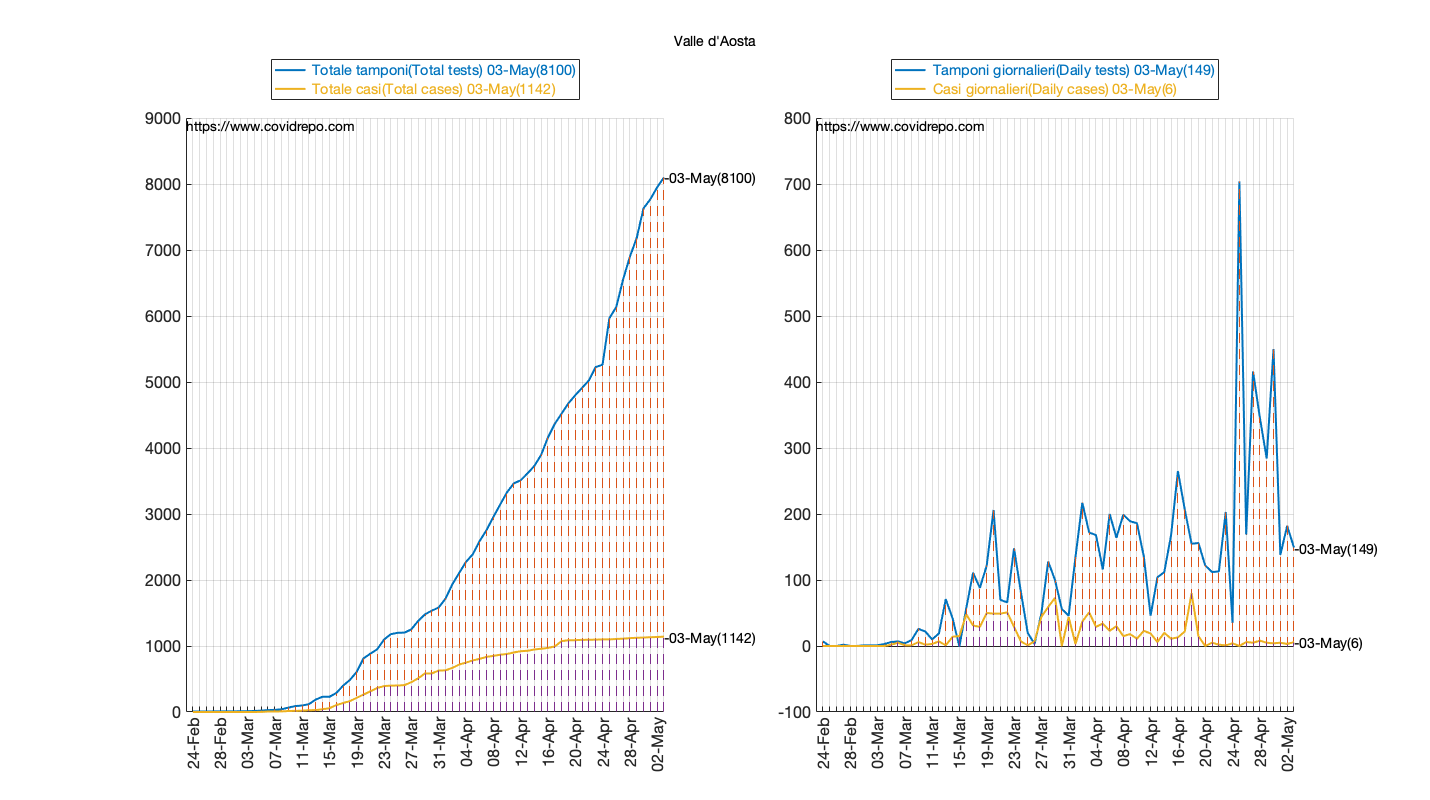 Valle d'Aosta
Totale tamponi(Total tests) 03-May(8100)
Totale casi(Total cases) 03-May(1142)
https://www.covidrepo.com
9000
8000
7000
6000
5000
4000
3000
2000
1000
0
-03-May(8100)
-03-May(1142)
24-Feb
28-Feb
03-Mar
07-Mar
11-Mar
15-Mar
19-Mar
23-Mar
27-Mar
31-Mar
04-Apr
08-Apr
12-Apr
16-Apr
20-Apr
24-Apr
28-Apr
02-May
Tamponi giornalieri(Daily tests) 03-May(149)
Casi giornalieri(Daily cases) 03-May(6)
https://www.covidrepo.com
800
700
600
500
400
300
200
100
0
-100
-03-May(149)
-03-May(6)
24-Feb
28-Feb
03-Mar
07-Mar
11-Mar
15-Mar
19-Mar
23-Mar
27-Mar
31-Mar
04-Apr
08-Apr
12-Apr
16-Apr
20-Apr
24-Apr
28-Apr
02-May